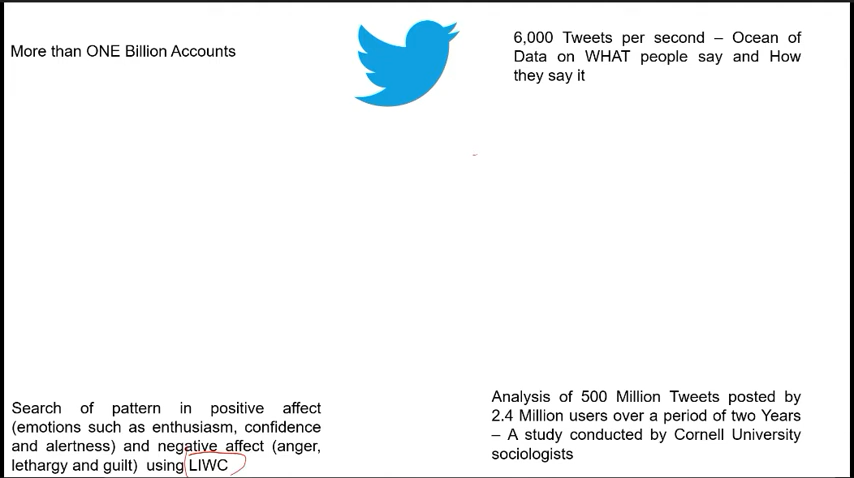 More than ONE Billion Accounts
6,000 Tweets per second – Ocean of
Data on WHAT people say and How
they say it
Search of pattern in positive affect
(emotions such as enthusiasm, confidence
and alertness) and negative affect (anger,
lethargy and guilt) using LIWC
Analysis of 500 Million Tweets posted by
2.4 Million users over a period of two Years
– A study conducted by Cornell University
sociologists